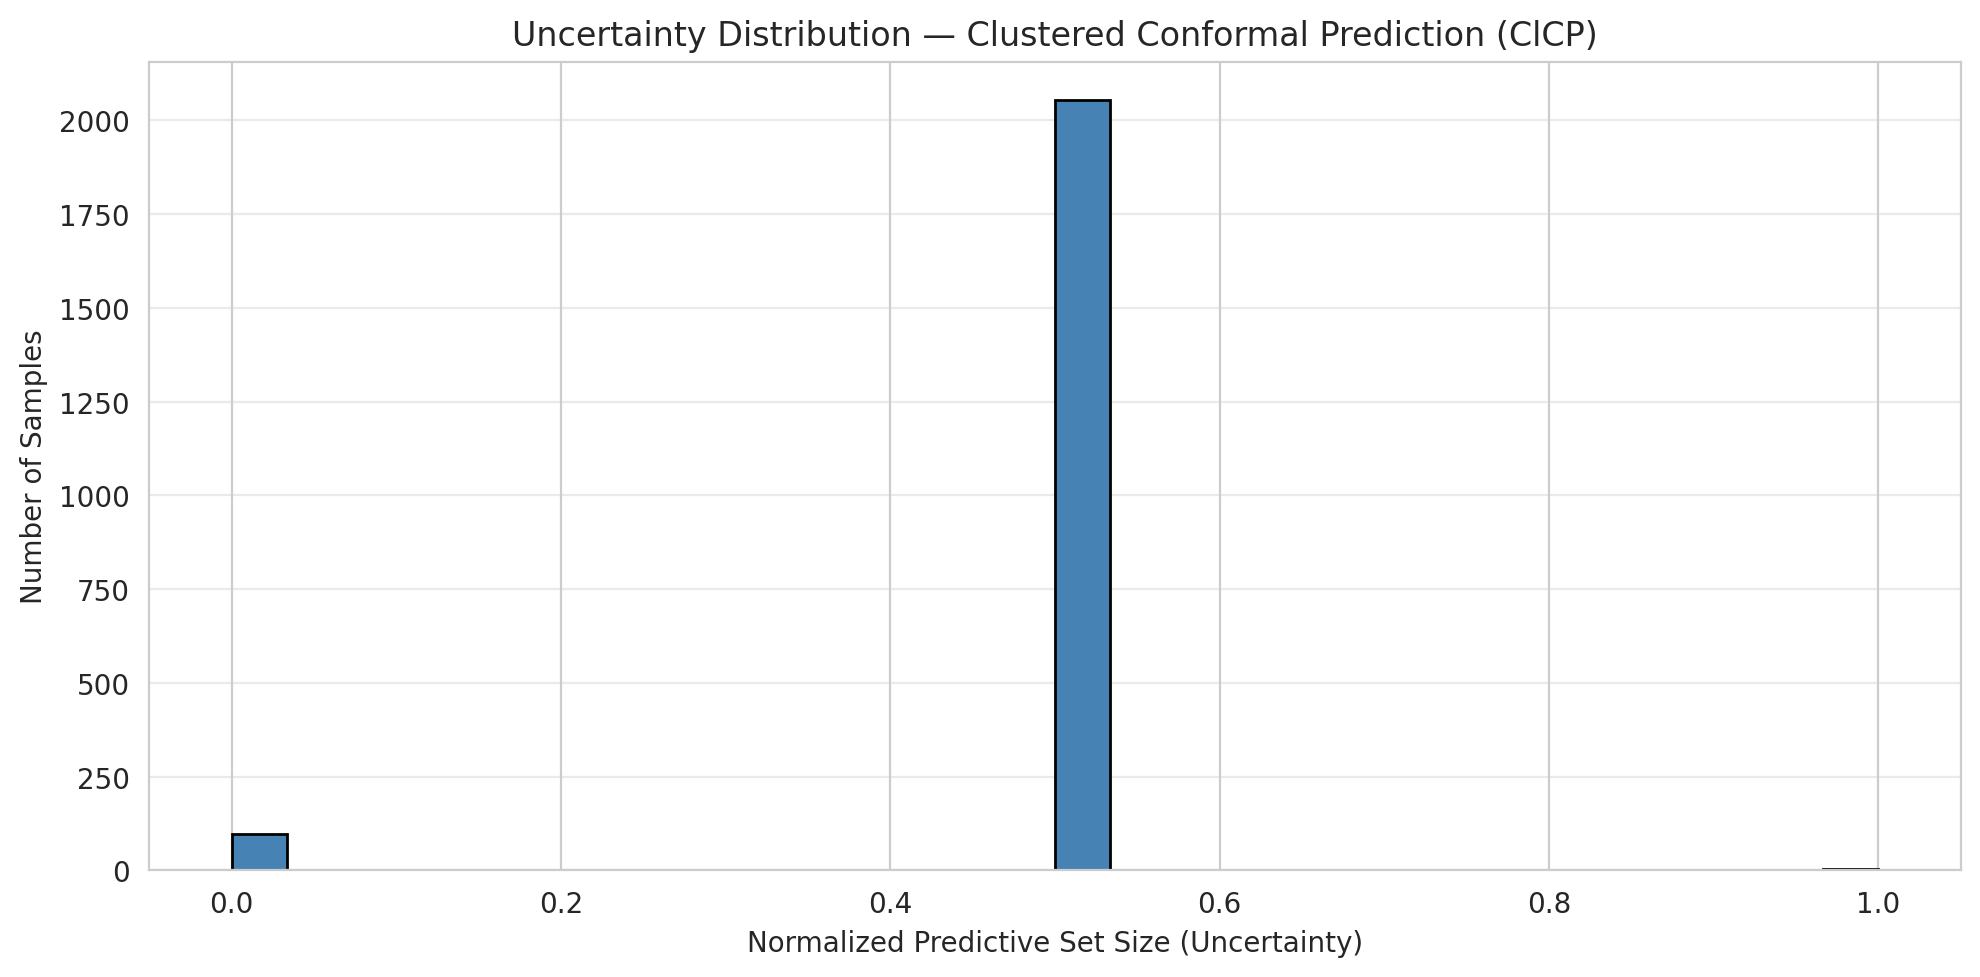 Uncertainty Distribution — Clustered Conformal Prediction (ClCP)
2000
1750
1500
1250
1000
750
500
250
0
Number of Samples
0.0 0.2 0.4 0.6 0.8 1.0
Normalized Predictive Set Size (Uncertainty)